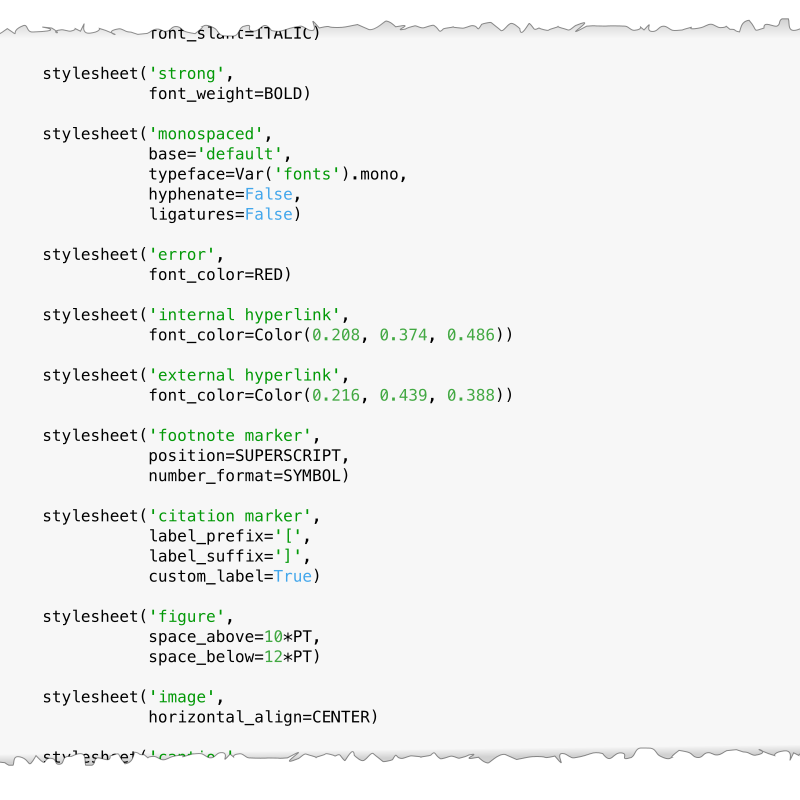 font_slant=ITALIC)
stylesheet('strong',
font_weight=BOLD)
stylesheet('monospaced',
base='default',
typeface=Var('fonts').mono,
hyphenate=False,
ligatures=False)
stylesheet('error',
font_color=RED)
stylesheet('internal hyperlink',
font_color=Color(0.208, 0.374, 0.486))
stylesheet('external hyperlink',
font_color=Color(0.216, 0.439, 0.388))
stylesheet('footnote marker',
position=SUPERSCRIPT,
number_format=SYMBOL)
stylesheet('citation marker',
label_prefix='[',
label_suffix=']',
custom_label=True)
stylesheet('figure',
space_above=10*PT,
space_below=12*PT)
stylesheet('image',
horizontal_align=CENTER)
stylesheet('caption',